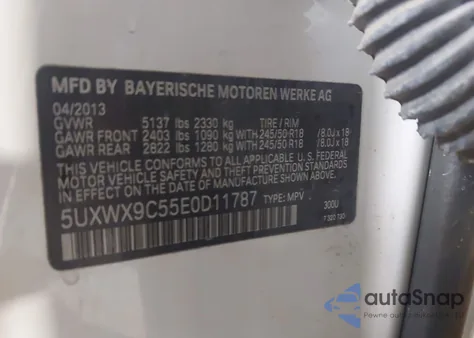 MFD BY BAYERISCHE MOTOREN WERKE AG
04/2013
GVWR 5137 lbs 2330 kg TIRE / RIM
GAWR FRONT 2403 lbs 1090 kg WITH 245/50 R18 /8.0J x 18
GAWR REAR 2822 lbs 1280 kg WITH 245/50 R18 /8.0J x 18
THIS VEHICLE CONFORMS TO ALL APPLICABLE U.S. FEDERAL
MOTOR VEHICLE SAFETY STANDARDS IN EFFECT ON THE
DATE OF MANUFACTURE SHOWN ABOVE.
5UXWX9C55E0D11787 TYPE: MPV 300U
autoSnap